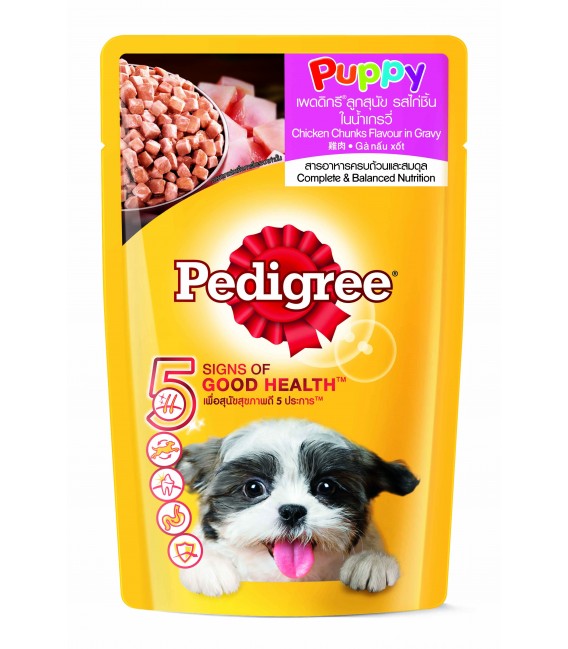 Puppy
เพดดิกรี® ลูกสุนัข รสไก่ชิ้น
ในน้ำเกรวี่
Chicken Chunks Flavour in Gravy
雞肉 • Gà nấu xốt
สารอาหารครบถ้วนและสมดุล
Complete & Balanced Nutrition
Pedigree®
5 SIGNS OF
GOOD HEALTH™
เพื่อสุนัขสุขภาพดี 5 ประการ™